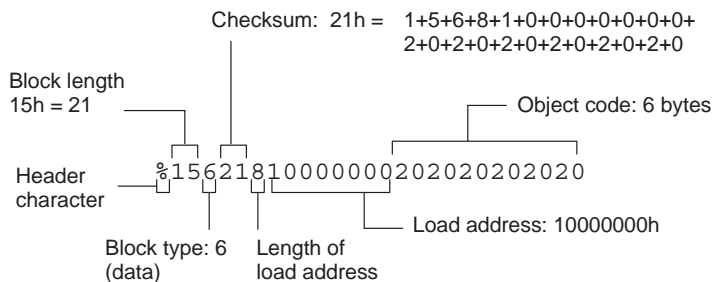 Checksum: 21h = 1+5+6+8+1+0+0+0+0+0+0+0+
2+0+2+0+2+0+2+0+2+0+2+0
Block length
15h = 21
Object code: 6 bytes
%1562181000000020202020202020
Header
character
Load address: 10000000h
Block type: 6
(data)
Length of
load address